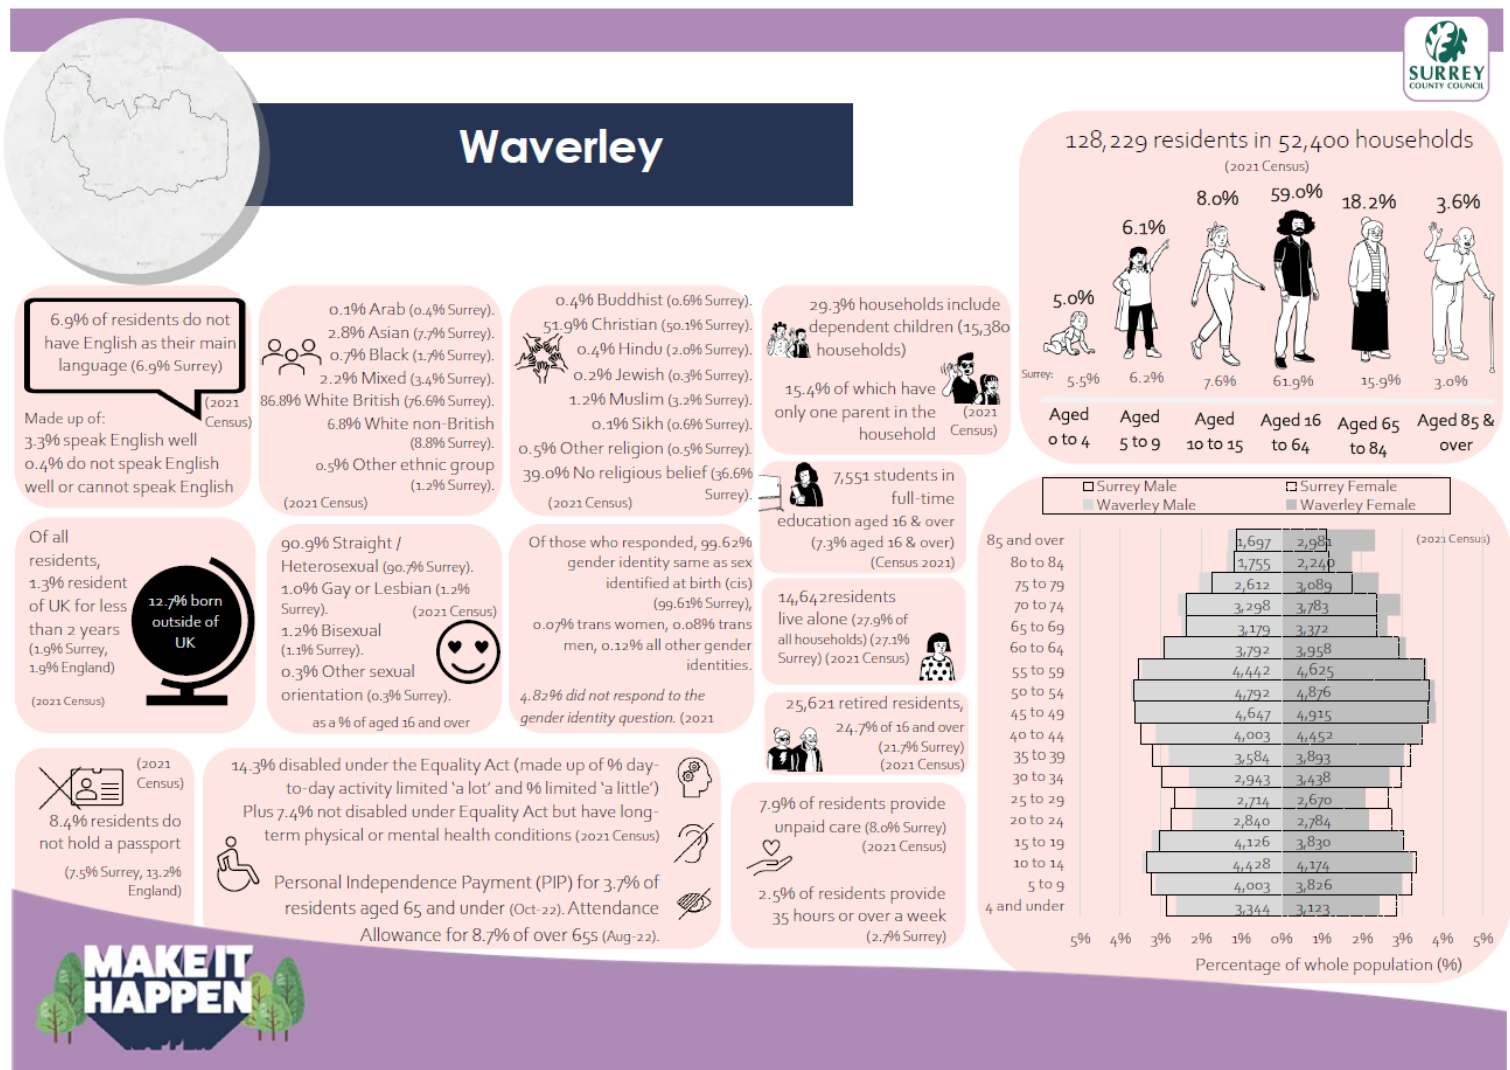 SURREY
COUNTY COUNCIL
Waverley
128,229 residents in 52,400 households
(2021 Census)
5.0%
6.1%
8.0%
59.0%
18.2%
3.6%
Surrey:
5.5%
6.2%
7.6%
61.9%
15.9%
3.0%
Aged
0 to 4
Aged
5 to 9
Aged
10 to 15
Aged 16
to 64
Aged 65
to 84
Aged 85 &
over
6.9% of residents do not
have English as their main
language (6.9% Surrey)
(2021
Census)
Made up of:
3.3% speak English well
0.4% do not speak English
well or cannot speak English
0.1% Arab (0.4% Surrey).
2.8% Asian (7.7% Surrey).
0.7% Black (1.7% Surrey).
2.2% Mixed (3.4% Surrey).
86.8% White British (76.6% Surrey).
6.8% White non-British
(8.8% Surrey).
0.5% Other ethnic group
(1.2% Surrey).
(2021 Census)
0.4% Buddhist (0.6% Surrey).
51.9% Christian (50.1% Surrey).
0.4% Hindu (2.0% Surrey).
0.2% Jewish (0.3% Surrey).
1.2% Muslim (3.2% Surrey).
0.1% Sikh (0.6% Surrey).
0.5% Other religion (0.5% Surrey).
39.0% No religious belief (36.6%
Surrey).
(2021 Census)
29.3% households include
dependent children (15,380
households)
15.4% of which have
only one parent in the
household
(2021
Census)
7,551 students in
full-time
education aged 16 & over
(7.3% aged 16 & over)
(Census 2021)
14,642residents
live alone (27.9% of
all households) (27.1%
Surrey) (2021 Census)
25,621 retired residents,
24.7% of 16 and over
(21.7% Surrey)
(2021 Census)
7.9% of residents provide
unpaid care (8.0% Surrey)
(2021 Census)
2.5% of residents provide
35 hours or over a week
(2.7% Surrey)
Of all
residents,
1.3% resident
of UK for less
than 2 years
(1.9% Surrey,
1.9% England)
(2021 Census)
12.7% born
outside of
UK
90.9% Straight /
Heterosexual (90.7% Surrey).
1.0% Gay or Lesbian (1.2%
Surrey).
(2021 Census)
1.2% Bisexual
(1.1% Surrey).
0.3% Other sexual
orientation (0.3% Surrey).
as a % of aged 16 and over
Of those who responded, 99.62%
gender identity same as sex
identified at birth (cis)
(99.61% Surrey),
0.07% trans women, 0.08% trans
men, 0.12% all other gender
identities.
4.82% did not respond to the
gender identity question. (2021
(2021
Census)
8.4% residents do
not hold a passport
(7.5% Surrey, 13.2%
England)
14.3% disabled under the Equality Act (made up of % day-
to-day activity limited 'a lot' and % limited 'a little')
Plus 7.4% not disabled under Equality Act but have long-
term physical or mental health conditions (2021 Census)
Personal Independence Payment (PIP) for 3.7% of
residents aged 65 and under (Oct-22). Attendance
Allowance for 8.7% of over 65s (Aug-22).
Surrey Male
Surrey Female
Waverley Male
Waverley Female
(2021 Census)
85 and over 1,697 2,981
80 to 84 1,755 2,240
75 to 79 2,612 3,089
70 to 74 3,298 3,783
65 to 69 3,179 3,372
60 to 64 3,792 3,958
55 to 59 4,442 4,625
50 to 54 4,792 4,876
45 to 49 4,647 4,915
40 to 44 4,003 4,452
35 to 39 3,584 3,893
30 to 34 2,943 3,438
25 to 29 2,714 2,670
20 to 24 2,840 2,784
15 to 19 4,126 3,830
10 to 14 4,428 4,174
5 to 9 4,003 3,826
4 and under 3,344 3,123
5% 4% 3% 2% 1% 0% 1% 2% 3% 4% 5%
Percentage of whole population (%)
MAKE IT
HAPPEN